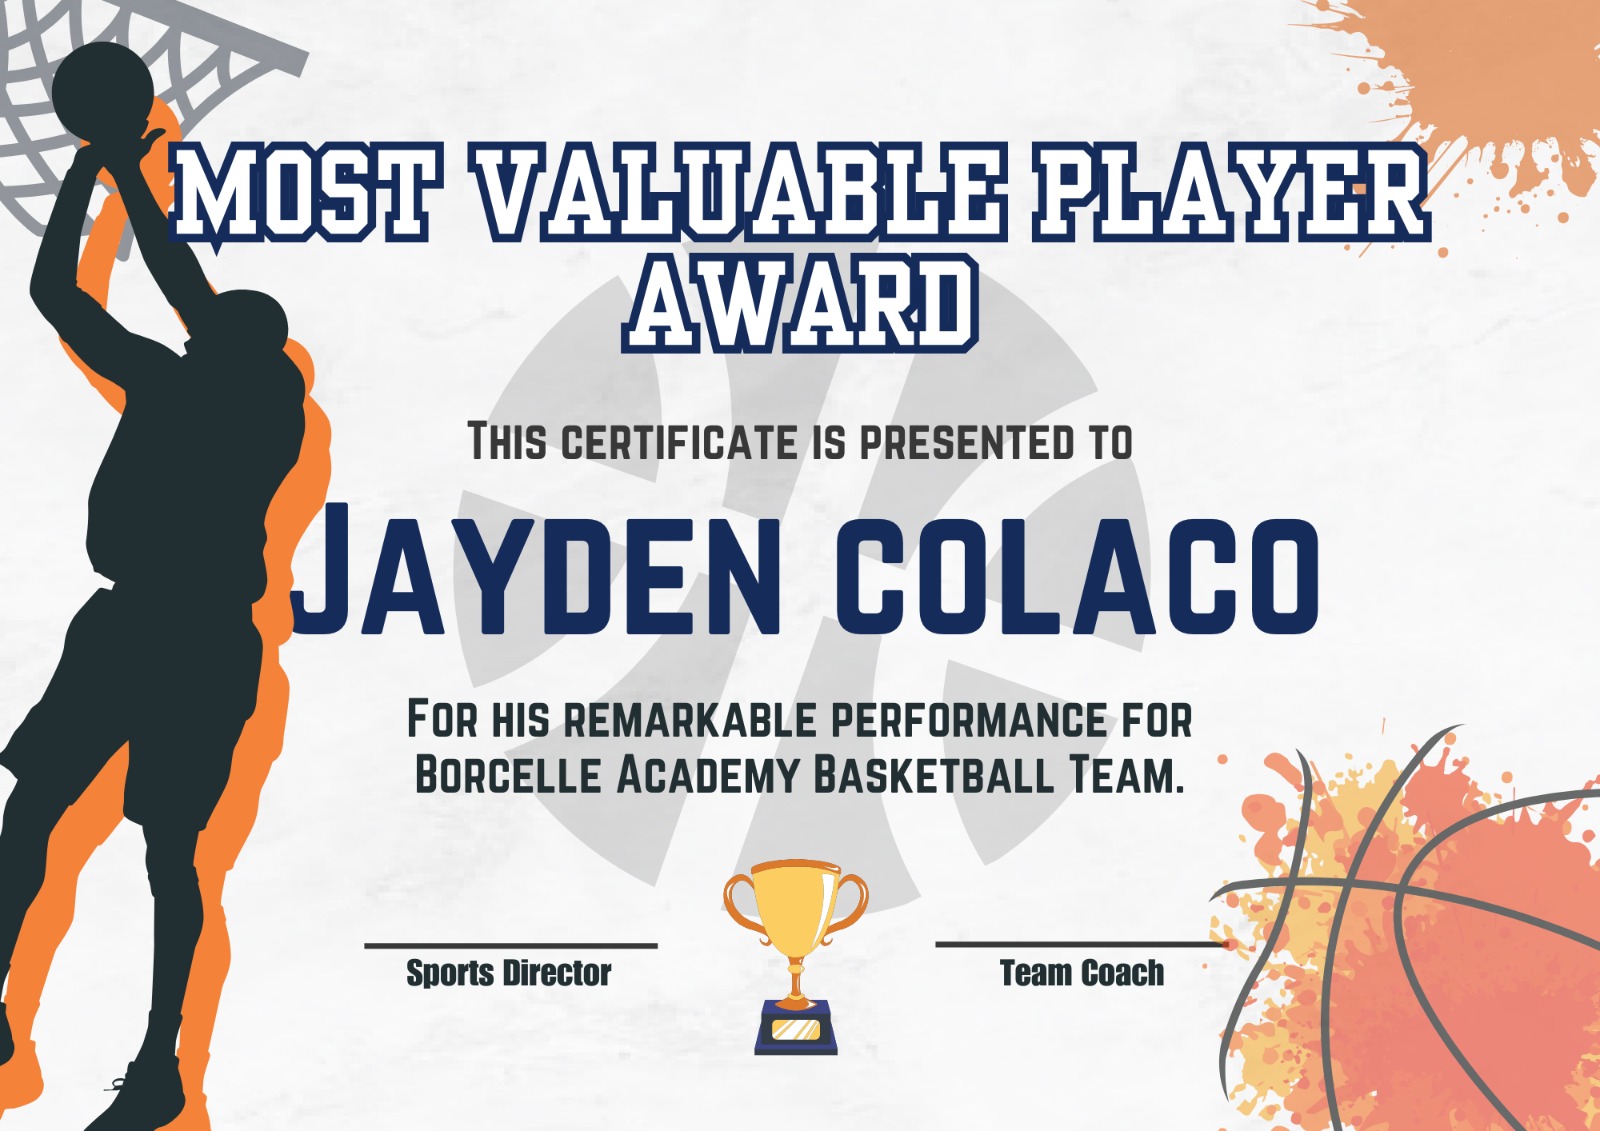 MOST VALUABLE PLAYER
AWARD
THIS CERTIFICATE IS PRESENTED TO
JAYDEN COLACO
FOR HIS REMARKABLE PERFORMANCE FOR
BORCELLE ACADEMY BASKETBALL TEAM.
Sports Director
Team Coach